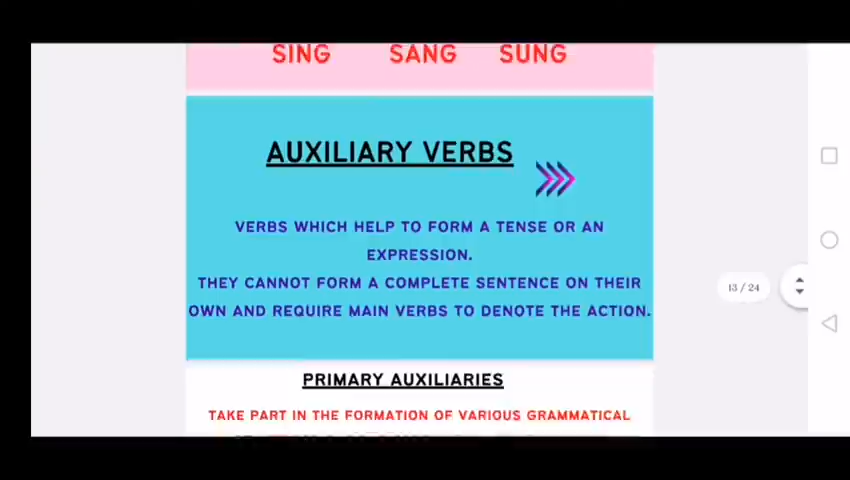 SING SANG SUNG
AUXILIARY VERBS
VERBS WHICH HELP TO FORM A TENSE OR AN
EXPRESSION.
THEY CANNOT FORM A COMPLETE SENTENCE ON THEIR
OWN AND REQUIRE MAIN VERBS TO DENOTE THE ACTION.
13 / 24
PRIMARY AUXILIARIES
TAKE PART IN THE FORMATION OF VARIOUS GRAMMATICAL